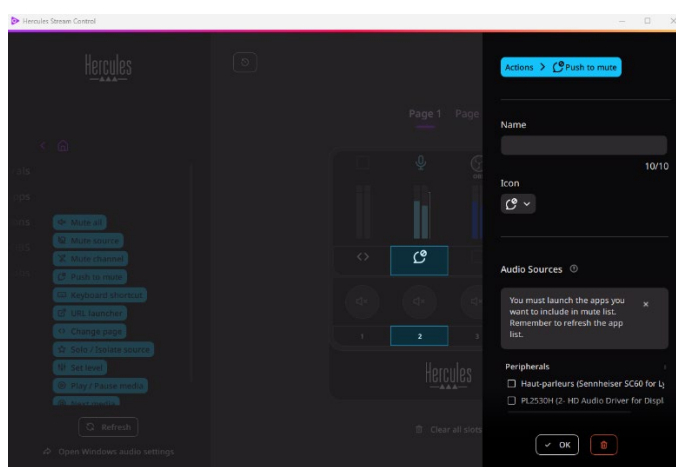 Hercules Stream Control
Hercules
Page 1 Page
Mute all
Mute source
Mute channel
Push to mute
Keyboard shortcut
URL launcher
Change page
Solo / Isolate source
Set level
Play / Pause media
Next media
Refresh
Open Windows audio settings
1 2 3
Hercules
Clear all slots
Actions > Push to mute
Name
10/10
Icon
Audio Sources
You must launch the apps you
want to include in mute list.
Remember to refresh the app
list.
Peripherals
Haut-parleurs (Sennheiser SC60 for Ly
PL2530H (2- HD Audio Driver for Displ
OK